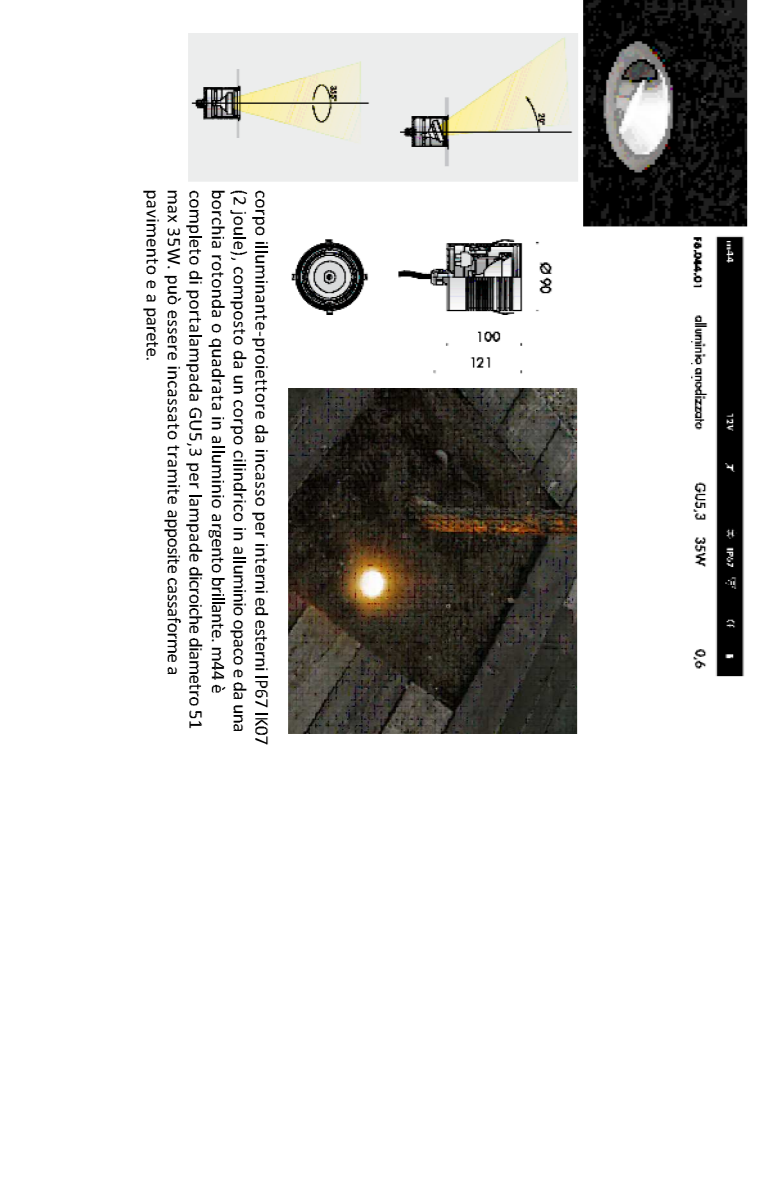 m44 12V IP67
F6.044.01 alluminio anodizzato GU5,3 35W 0,6
20°
355°
Ø 90
100
121
corpo illuminante-proiettore da incasso per interni ed esterni IP67 IK07
(2 joule), composto da un corpo cilindrico in alluminio opaco e da una
borchia rotonda o quadrata in alluminio argento brillante. m44 è
completo di portalampada GU5,3 per lampade dicroiche diametro 51
max 35W. può essere incassato tramite apposite cassaforme a
pavimento e a parete.